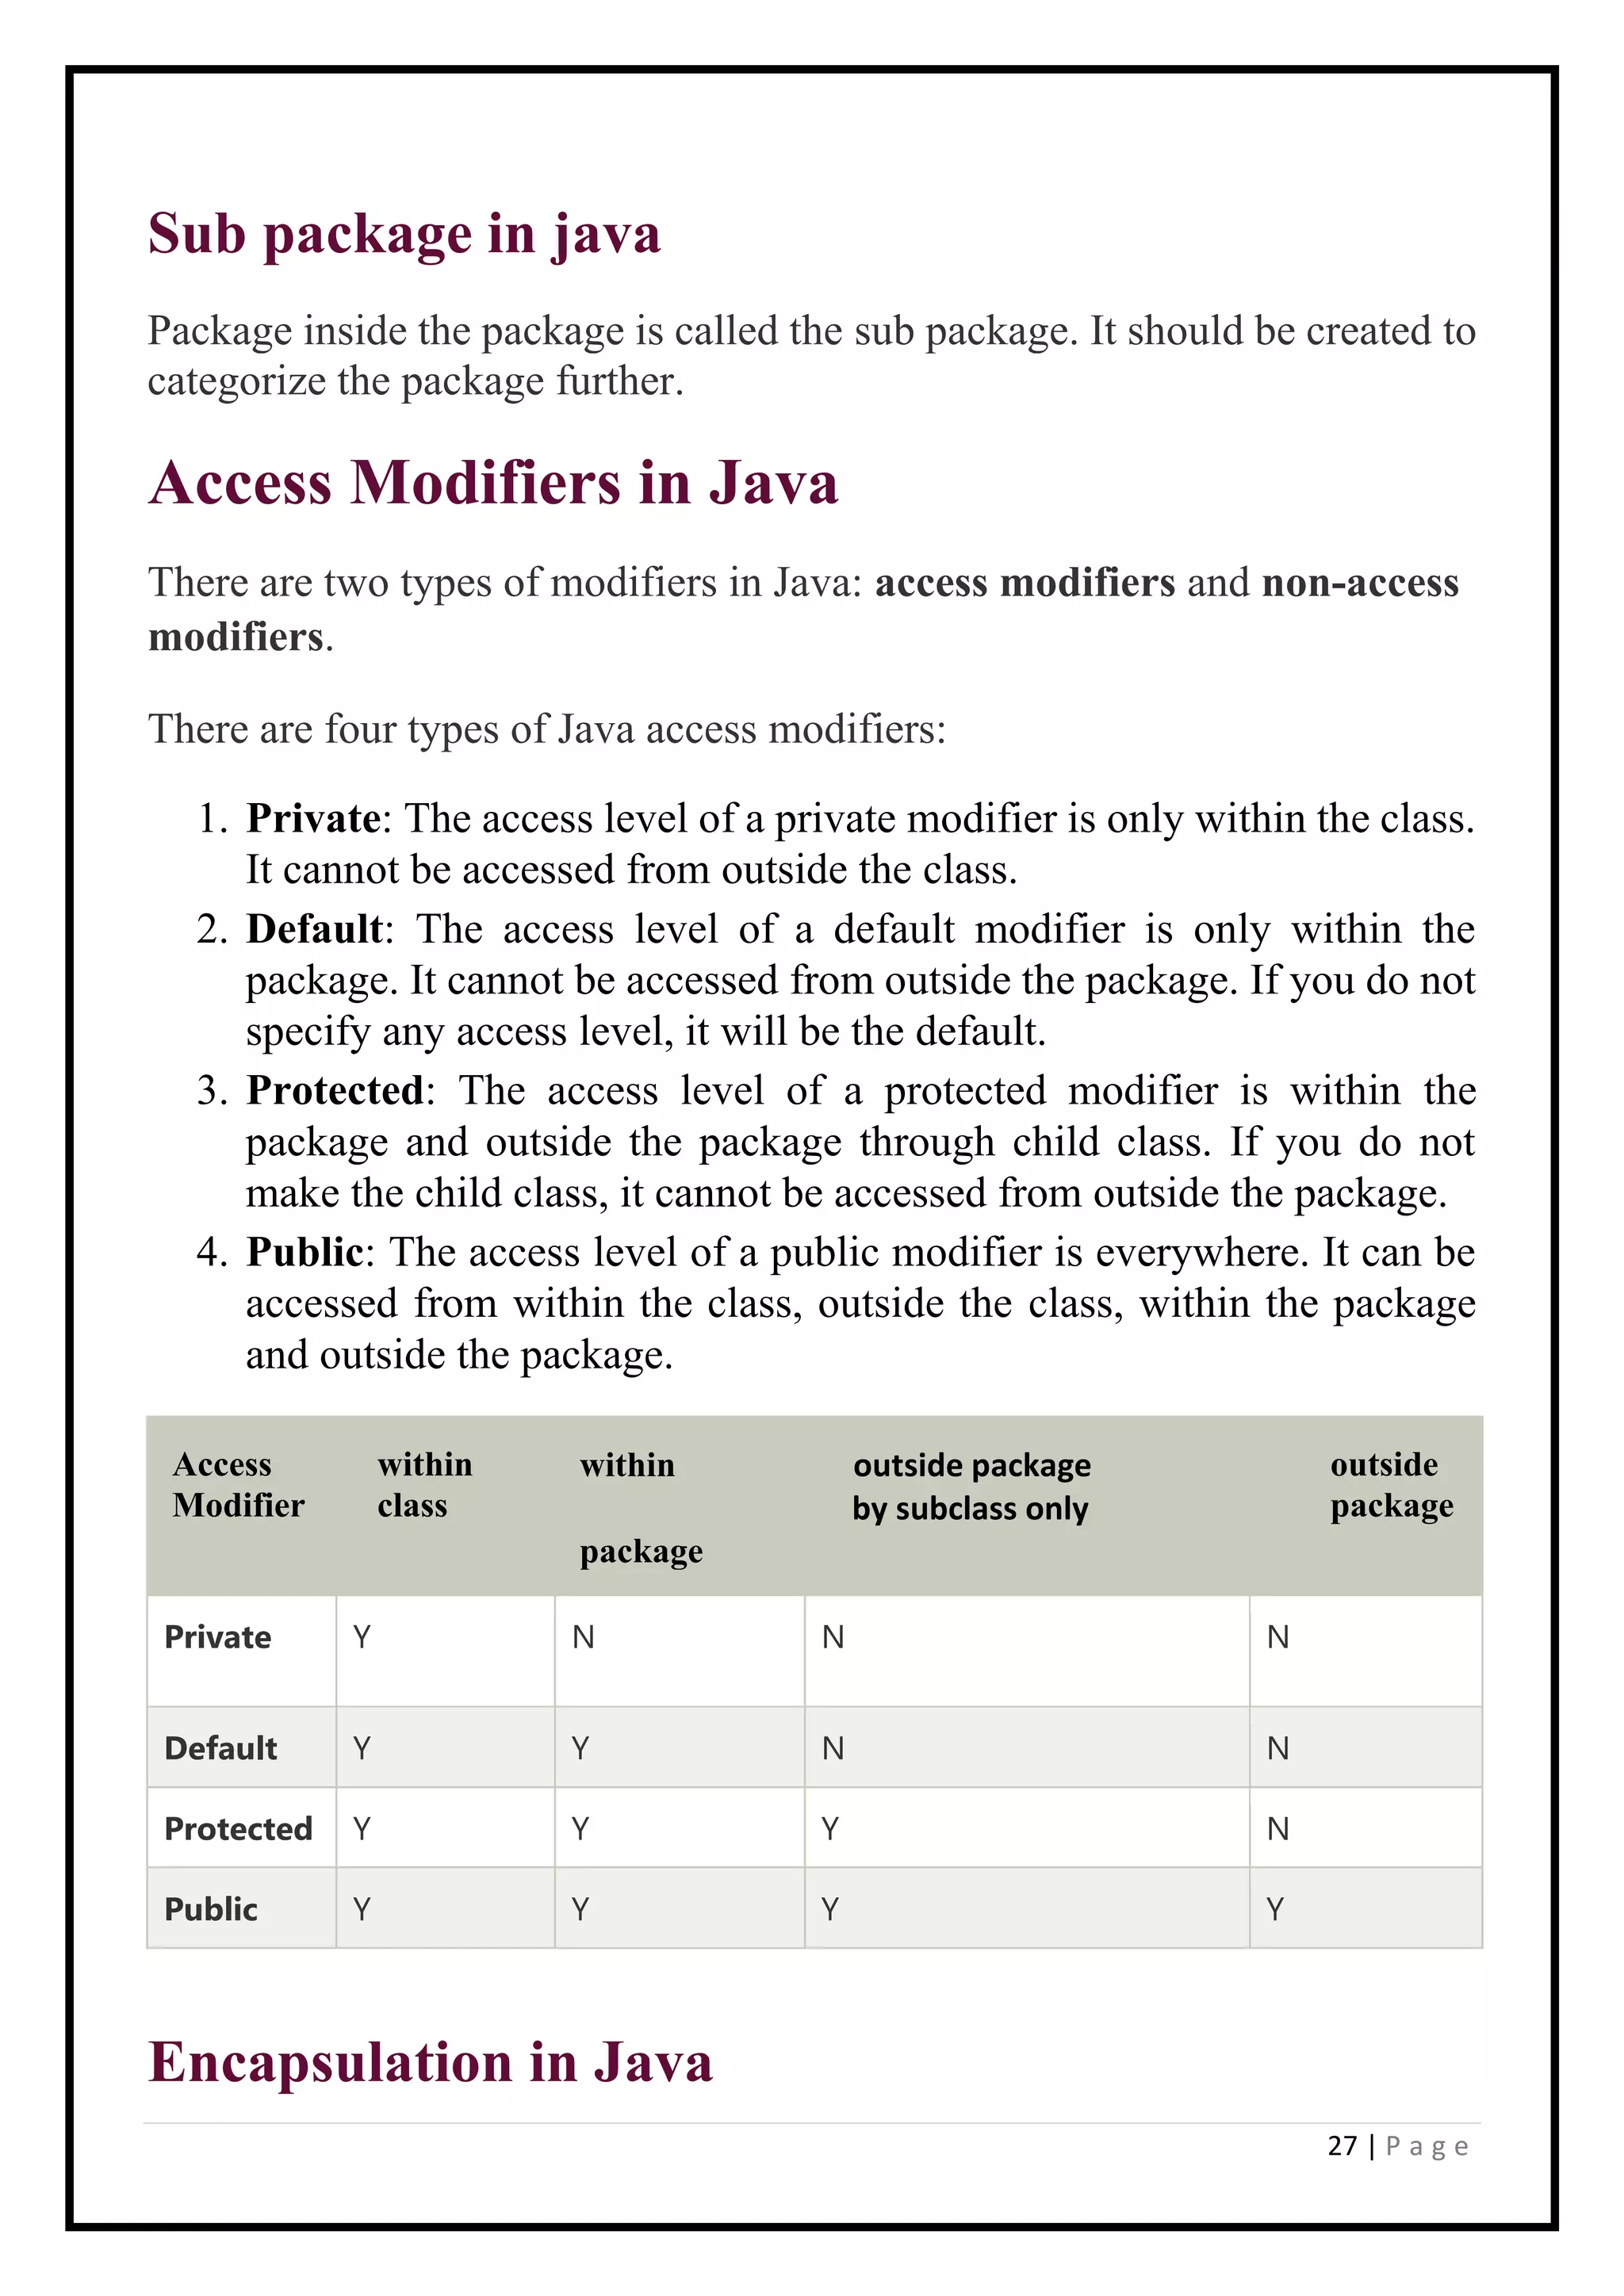 Sub package in java
Package inside the package is called the sub package. It should be created to
categorize the package further.
Access Modifiers in Java
There are two types of modifiers in Java: access modifiers and non-access
modifiers.
There are four types of Java access modifiers:
1. Private: The access level of a private modifier is only within the class.
It cannot be accessed from outside the class.
2. Default: The access level of a default modifier is only within the
package. It cannot be accessed from outside the package. If you do not
specify any access level, it will be the default.
3. Protected: The access level of a protected modifier is within the
package and outside the package through child class. If you do not
make the child class, it cannot be accessed from outside the package.
4. Public: The access level of a public modifier is everywhere. It can be
accessed from within the class, outside the class, within the package
and outside the package.
Access within within outside package outside
Modifier class by subclass only package
package
Private Y N N N
Default Y Y N N
Protected Y Y Y N
Public Y Y Y Y
Encapsulation in Java
27 | P a g e